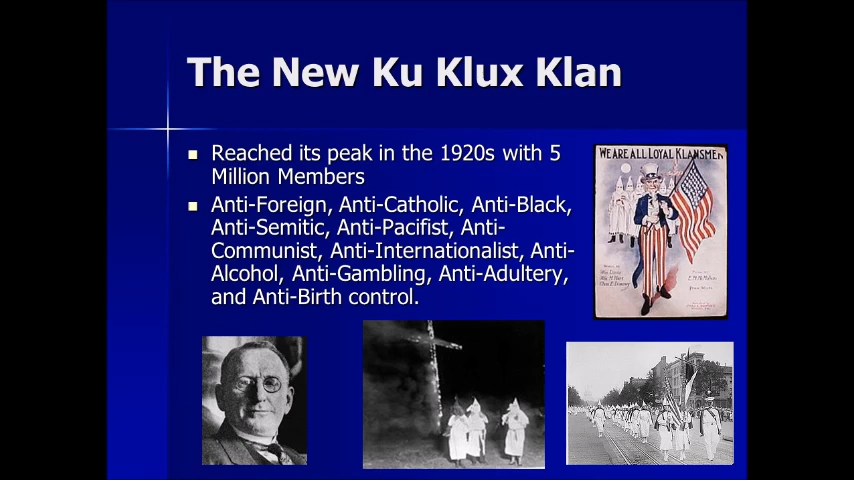 The New Ku Klux Klan
Reached its peak in the 1920s with 5
Million Members
Anti-Foreign, Anti-Catholic, Anti-Black,
Anti-Semitic, Anti-Pacifist, Anti-
Communist, Anti-Internationalist, Anti-
Alcohol, Anti-Gambling, Anti-Adultery,
and Anti-Birth control.
WE ARE ALL LOYAL KLANSMEN